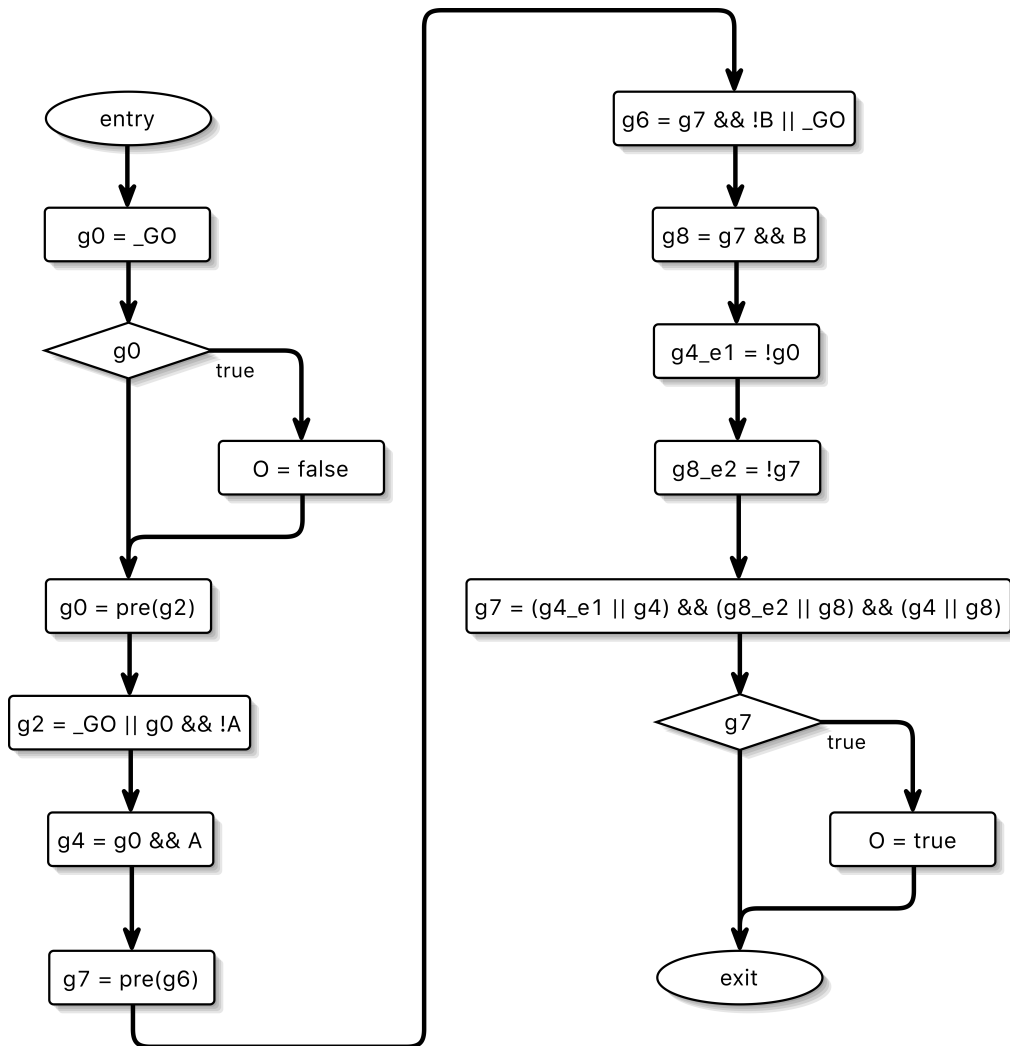 entry
g0 = _GO
g0
true
O = false
g0 = pre(g2)
g2 = _GO || g0 && !A
g4 = g0 && A
g7 = pre(g6)
g6 = g7 && !B || _GO
g8 = g7 && B
g4_e1 = !g0
g8_e2 = !g7
g7 = (g4_e1 || g4) && (g8_e2 || g8) && (g4 || g8)
g7
true
O = true
exit